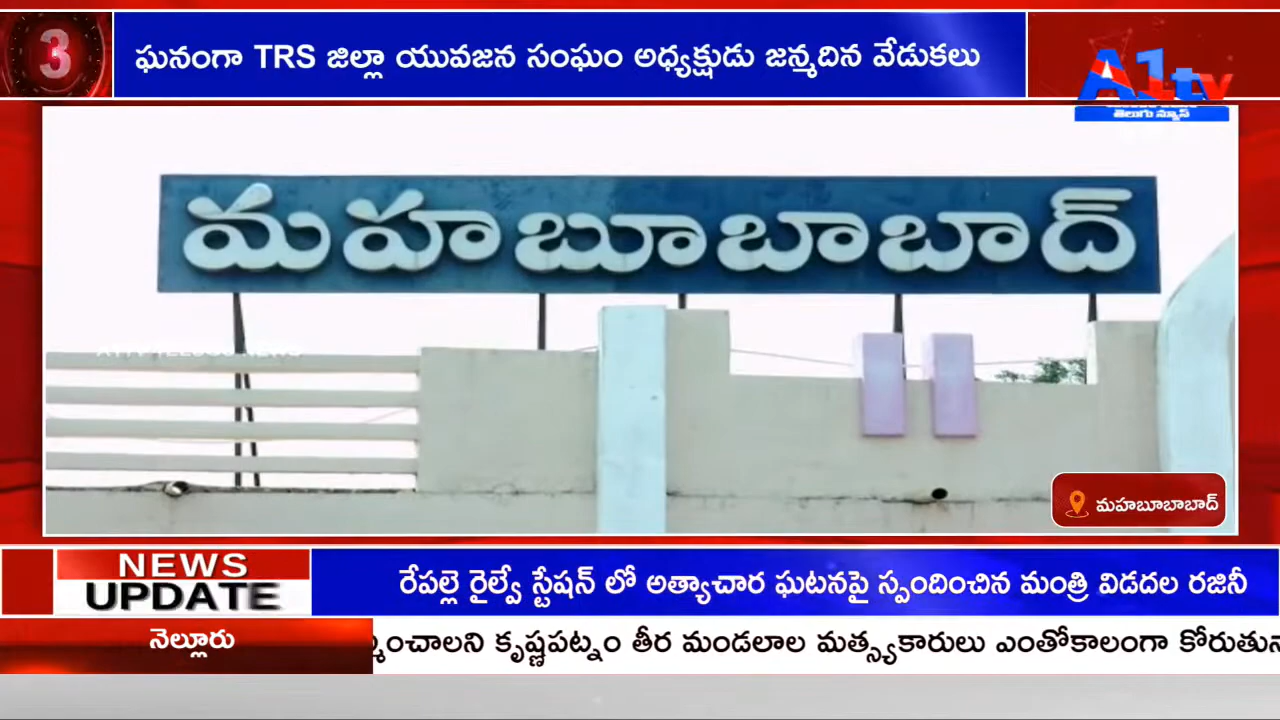 3
ఘనంగా TRS జిల్లా యువజన సంఘం అధ్యక్షుడు జన్మదిన వేడుకలు
A1tv
తెలుగు న్యూస్
మహబూబాబాద్
మహబూబాబాద్
NEWS
UPDATE
రేపల్లె రైల్వే స్టేషన్ లో అత్యాచార ఘటనపై స్పందించిన మంత్రి విడదల రజినీ
నెల్లూరు
కృష్ణపట్నం తీర మండలాల మత్స్యకారులు ఎంతోకాలంగా